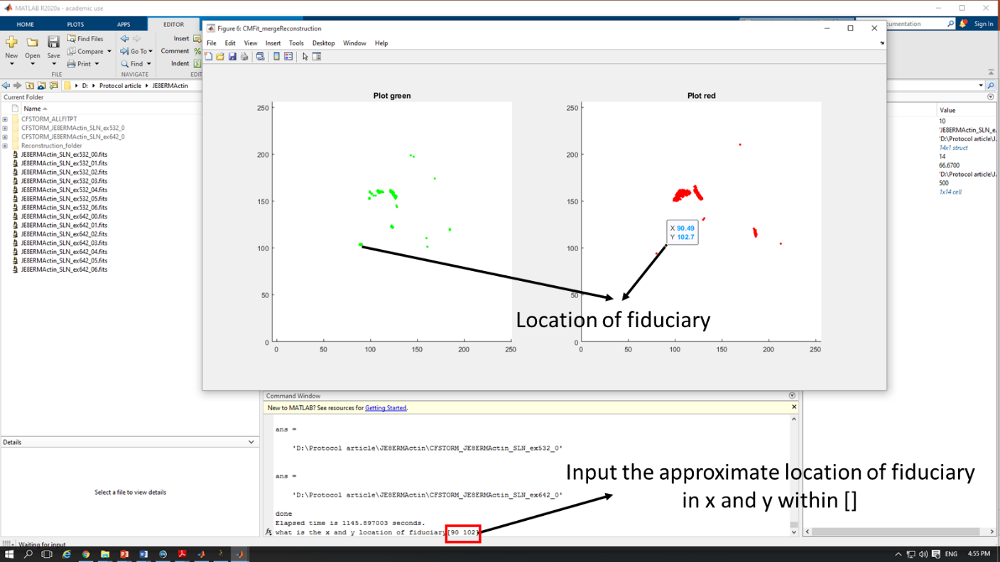 MATLAB R2020a - academic use
HOME PLOTS APPS EDITOR
Figure 6: CMFit_mergeReconstruction
File Edit View Insert Tools Desktop Window Help
Sign In
New Open Save
Find Files
Compare
Print
Go To
Find
Insert
Comment
Indent
FILE NAVIGATE
D: Protocol article JE8ERMActin
Current Folder
Name
CFSTORM_ALLFITPT
CFSTORM_JE8ERMActin_SLN_ex532_0
CFSTORM_JE8ERMActin_SLN_ex642_0
Reconstruction_folder
JE8ERMActin_SLN_ex532_00.fits
JE8ERMActin_SLN_ex532_01.fits
JE8ERMActin_SLN_ex532_02.fits
JE8ERMActin_SLN_ex532_03.fits
JE8ERMActin_SLN_ex532_04.fits
JE8ERMActin_SLN_ex532_05.fits
JE8ERMActin_SLN_ex532_06.fits
JE8ERMActin_SLN_ex642_00.fits
JE8ERMActin_SLN_ex642_01.fits
JE8ERMActin_SLN_ex642_02.fits
JE8ERMActin_SLN_ex642_03.fits
JE8ERMActin_SLN_ex642_04.fits
JE8ERMActin_SLN_ex642_05.fits
JE8ERMActin_SLN_ex642_06.fits
Details
Select a file to view details
Plot green
250
200
150
100
50
0
0 50 100 150 200 250
Plot red
250
200
150
100
50
0
0 50 100 150 200 250
X 90.49
Y 102.7
Location of fiduciary
Value
10
'JE8ERMActin_SLN_e.
'D:\Protocol article\J.
14x1 struct
14
66.6700
'D:\Protocol article\J.
500
1x14 cell
Command Window
New to MATLAB? See resources for Getting Started.
ans =
'D:\Protocol article\JE8ERMActin\CFSTORM_JE8ERMActin_SLN_ex532_0'
ans =
'D:\Protocol article\JE8ERMActin\CFSTORM_JE8ERMActin_SLN_ex642_0'
done
Elapsed time is 1145.897003 seconds.
fx what is the x and y location of fiduciary[90 102]
Input the approximate location of fiduciary
in x and y within []
Waiting for input
ENG 4:55 PM